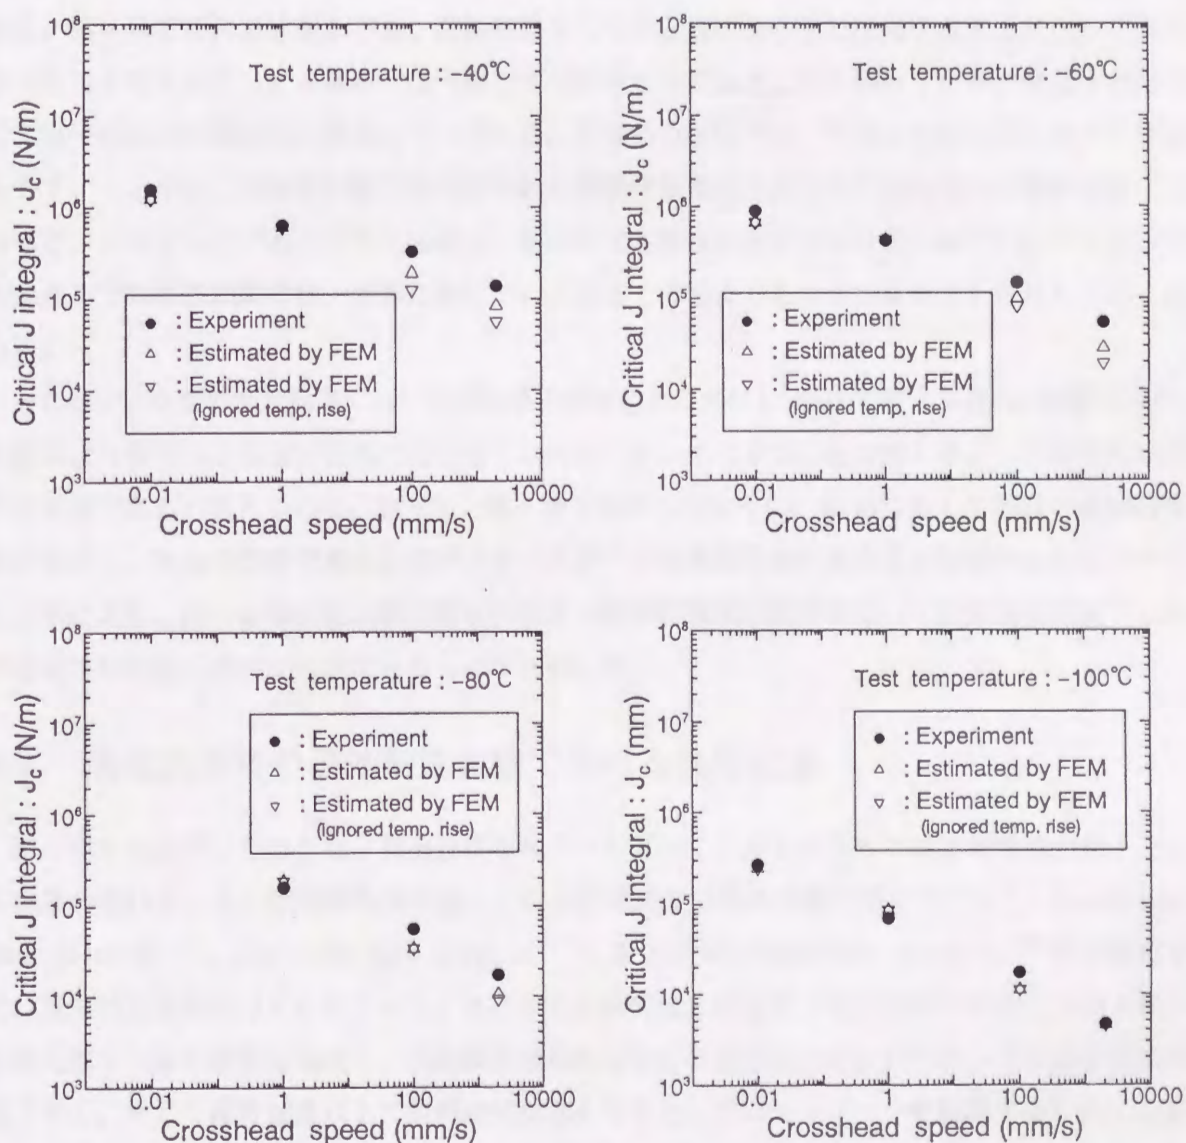 Test temperature : -40℃
Critical J integral : Jc (N/m)
10⁸
10⁷
10⁶
10⁵
10⁴
10³
● : Experiment
△ : Estimated by FEM
▽ : Estimated by FEM
(Ignored temp. rise)
0.01 1 100 10000
Crosshead speed (mm/s)
Test temperature : -60℃
Critical J integral : Jc (N/m)
10⁸
10⁷
10⁶
10⁵
10⁴
10³
● : Experiment
△ : Estimated by FEM
▽ : Estimated by FEM
(Ignored temp. rise)
0.01 1 100 10000
Crosshead speed (mm/s)
Test temperature : -80℃
Critical J integral : Jc (N/m)
10⁸
10⁷
10⁶
10⁵
10⁴
10³
● : Experiment
△ : Estimated by FEM
▽ : Estimated by FEM
(Ignored temp. rise)
0.01 1 100 10000
Crosshead speed (mm/s)
Test temperature : -100℃
Critical J integral : Jc (mm)
10⁸
10⁷
10⁶
10⁵
10⁴
10³
● : Experiment
△ : Estimated by FEM
▽ : Estimated by FEM
(Ignored temp. rise)
0.01 1 100 10000
Crosshead speed (mm/s)